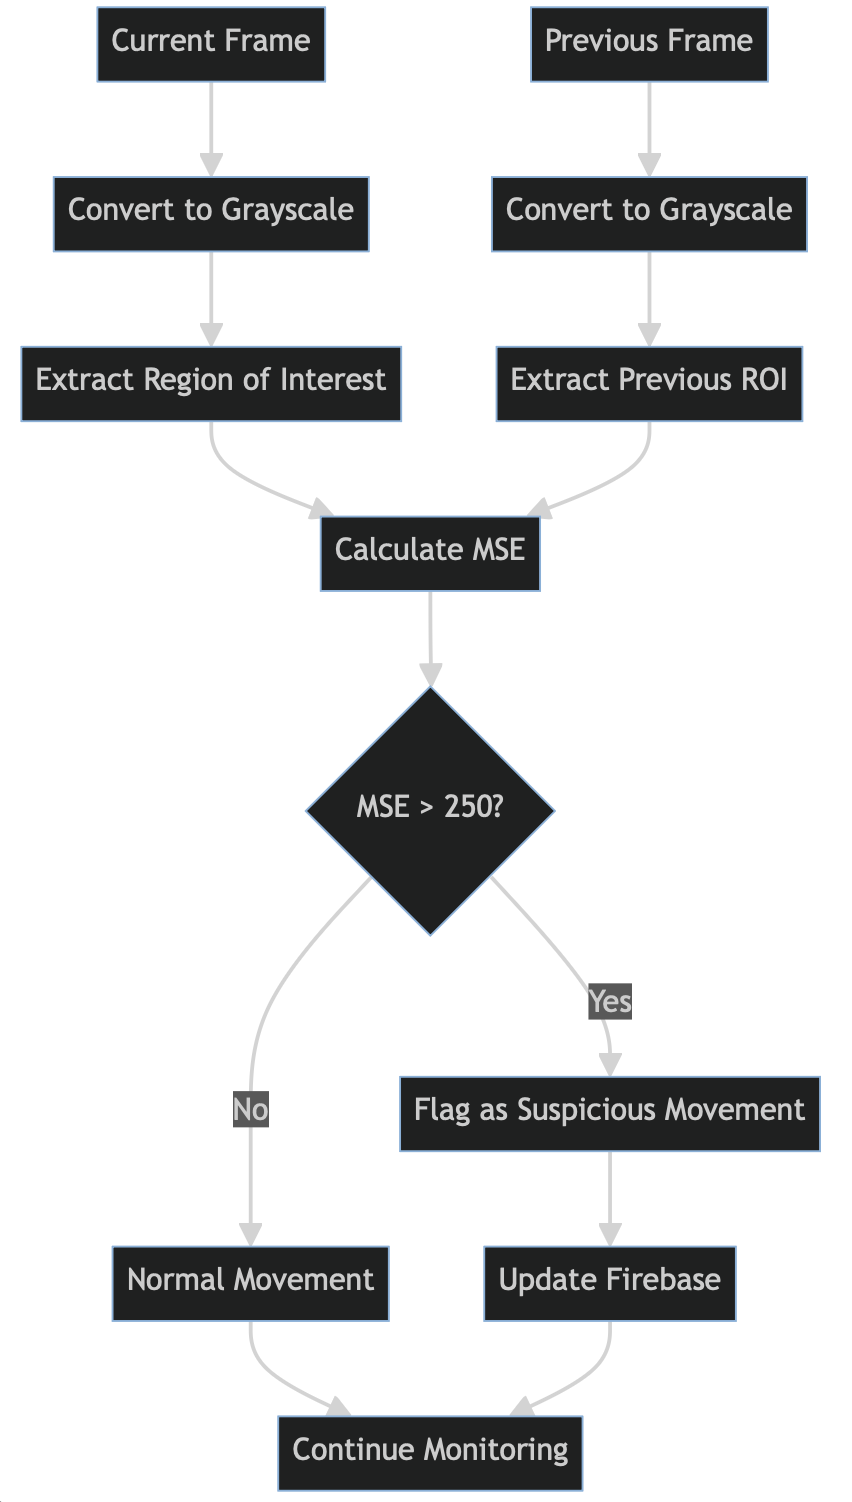 Current Frame
Previous Frame
Convert to Grayscale
Convert to Grayscale
Extract Region of Interest
Extract Previous ROI
Calculate MSE
MSE > 250?
Yes
No
Flag as Suspicious Movement
Normal Movement
Update Firebase
Continue Monitoring